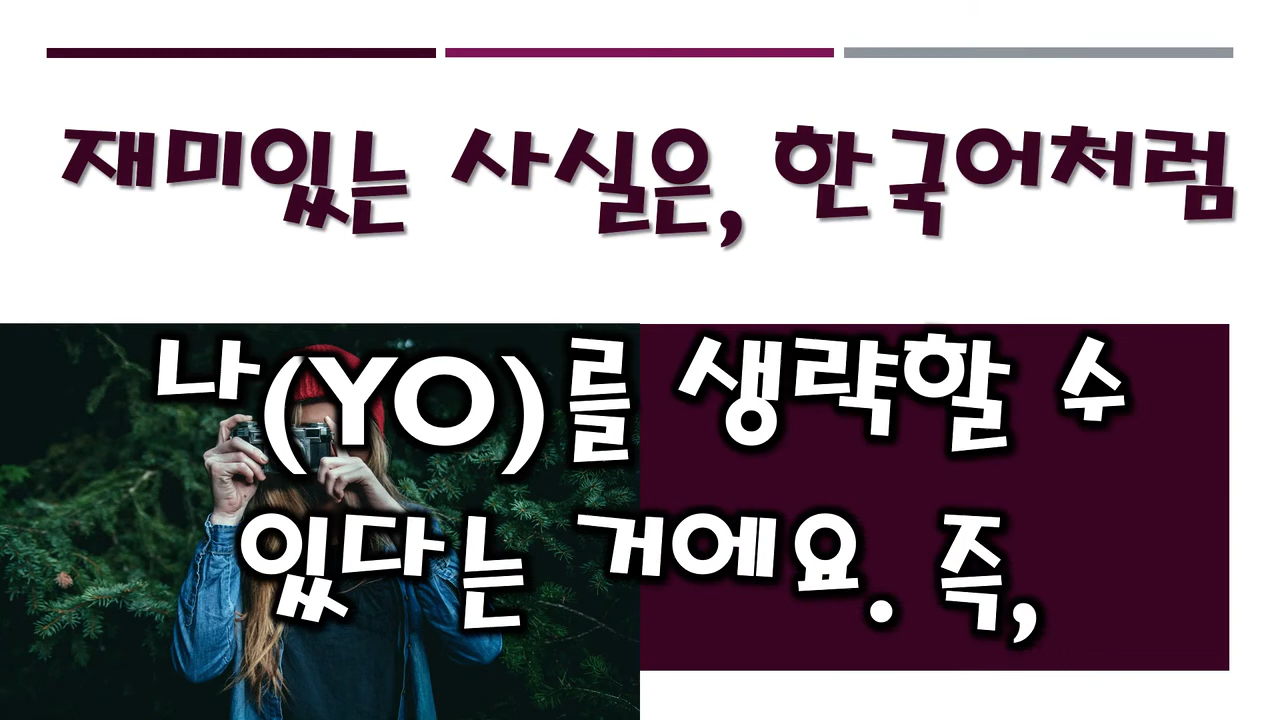 재미있는 사실은, 한국어처럼
나(YO)를 생략할 수
있다는 거에요. 즉,